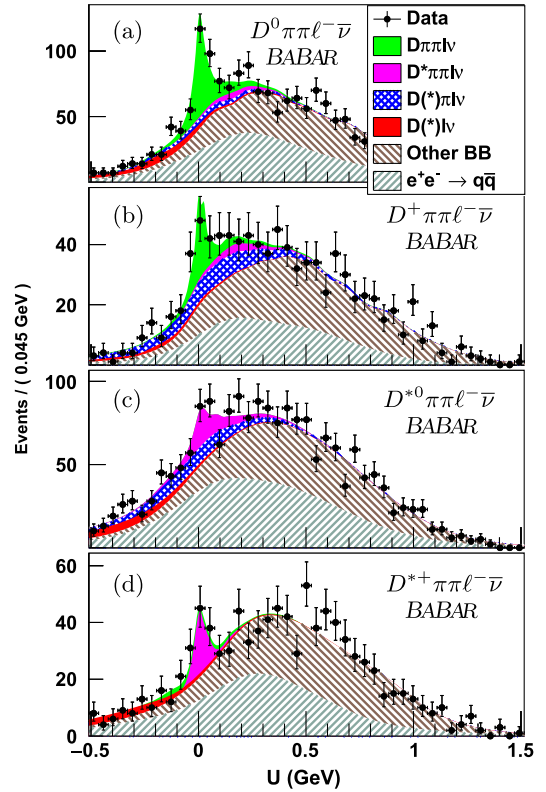 Events / ( 0.045 GeV )
(a)
D⁰ππℓ⁻ν̄
BABAR
100
50
Data
Dππlν
D*ππlν
D(*)πlν
D(*)lν
Other BB
e⁺e⁻ → qq̄
(b)
D⁺ππℓ⁻ν̄
BABAR
40
20
(c)
D*⁰ππℓ⁻ν̄
BABAR
100
50
(d)
D*⁺ππℓ⁻ν̄
BABAR
60
40
20
0
−0.5 0 0.5 1 1.5
U (GeV)